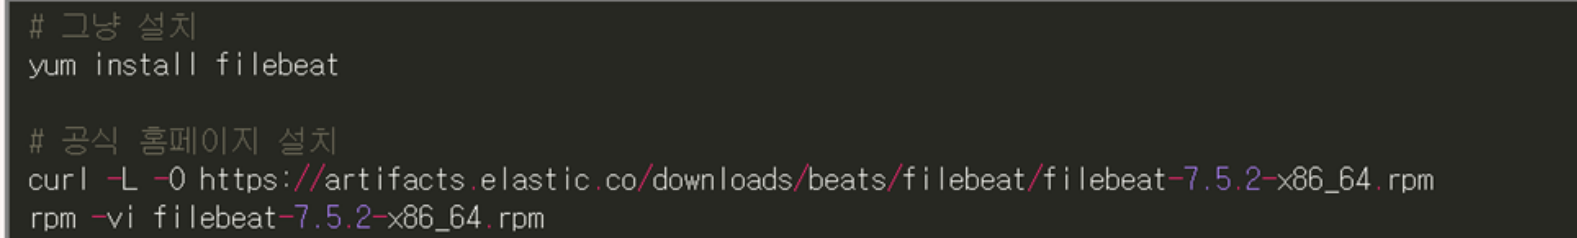 # 그냥 설치
yum install filebeat
# 공식 홈페이지 설치
curl -L -O https://artifacts.elastic.co/downloads/beats/filebeat/filebeat-7.5.2-x86_64.rpm
rpm -vi filebeat-7.5.2-x86_64.rpm